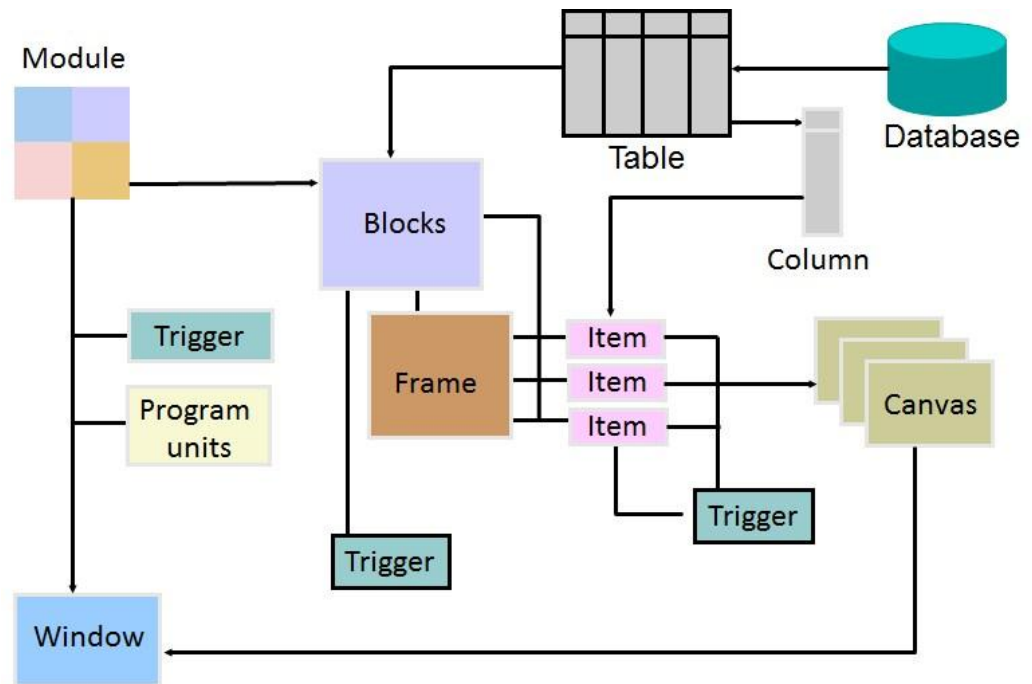 Module
Database
Table
Blocks
Column
Trigger
Item
Frame
Item
Canvas
Program
units
Item
Trigger
Trigger
Window